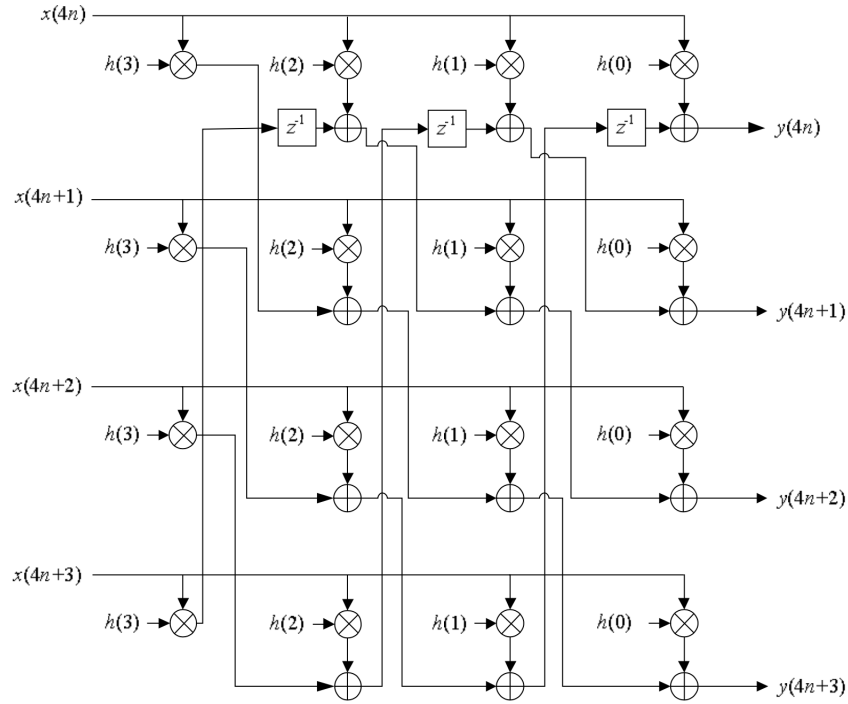 x(4n)
h(3) h(2) h(1) h(0)
z⁻¹ z⁻¹ z⁻¹ y(4n)
x(4n+1)
h(3) h(2) h(1) h(0)
y(4n+1)
x(4n+2)
h(3) h(2) h(1) h(0)
y(4n+2)
x(4n+3)
h(3) h(2) h(1) h(0)
y(4n+3)